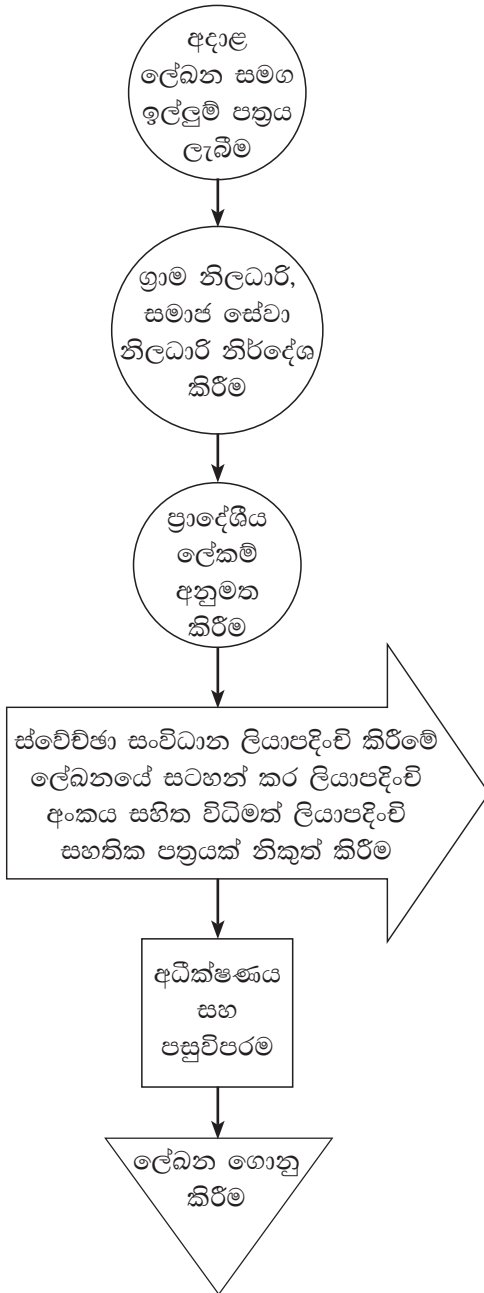 අදාළ
ලේඛන සමග
ඉල්ලුම් පත්‍රය
ලැබීම
ග්‍රාම නිලධාරි,
සමාජ සේවා
නිලධාරි නිර්දේශ
කිරීම
ප්‍රාදේශීය
ලේකම්
අනුමත
කිරීම
ස්වේච්ඡා සංවිධාන ලියාපදිංචි කිරීමේ
ලේඛනයේ සටහන් කර ලියාපදිංචි
අංකය සහිත විධිමත් ලියාපදිංචි
සහතික පත්‍රයක් නිකුත් කිරීම
අධීක්ෂණය
සහ
පසුවිපරම
ලේඛන ගොනු
කිරීම